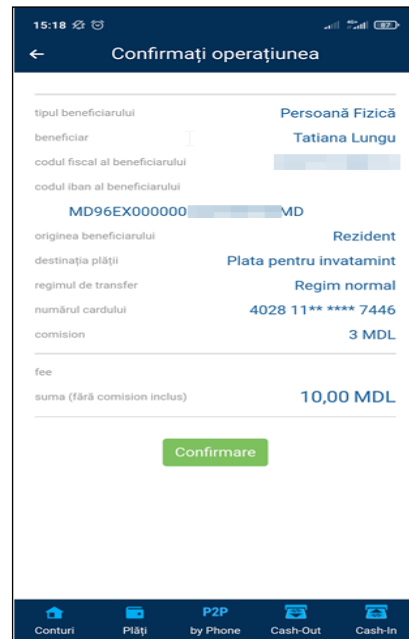 15:18 87
Confirmați operațiunea
tipul beneficiarului Persoană Fizică
beneficiar Tatiana Lungu
codul fiscal al beneficiarului
codul iban al beneficiarului
MD96EX000000 MD
originea beneficiarului Rezident
destinația plății Plata pentru invatamint
regimul de transfer Regim normal
numărul cardului 4028 11** **** 7446
comision 3 MDL
fee
suma (fără comision inclus) 10,00 MDL
Confirmare
Conturi Plăți P2P by Phone Cash-Out Cash-In